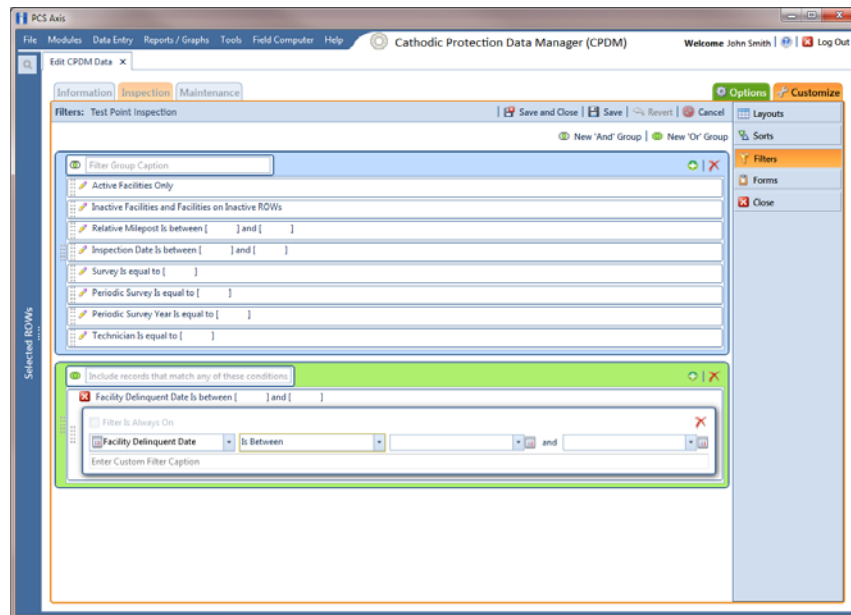 PCS Axis
File Modules Data Entry Reports / Graphs Tools Field Computer Help Cathodic Protection Data Manager (CPDM) Welcome John Smith | | Log Out
Edit CPDM Data X
Information Inspection Maintenance Options Customize
Filters: Test Point Inspection | Save and Close | Save | Revert | Cancel Layouts
New 'And' Group | New 'Or' Group Sorts
Filters
Forms
Close
Filter Group Caption
Active Facilities Only
Inactive Facilities and Facilities on Inactive ROWs
Relative Milepost Is between [ ] and [ ]
Inspection Date Is between [ ] and [ ]
Survey Is equal to [ ]
Periodic Survey Is equal to [ ]
Periodic Survey Year Is equal to [ ]
Technician Is equal to [ ]
Selected ROWs
Include records that match any of these conditions
Facility Delinquent Date Is between [ ] and [ ]
Filter Is Always On
Facility Delinquent Date Is Between and
Enter Custom Filter Caption